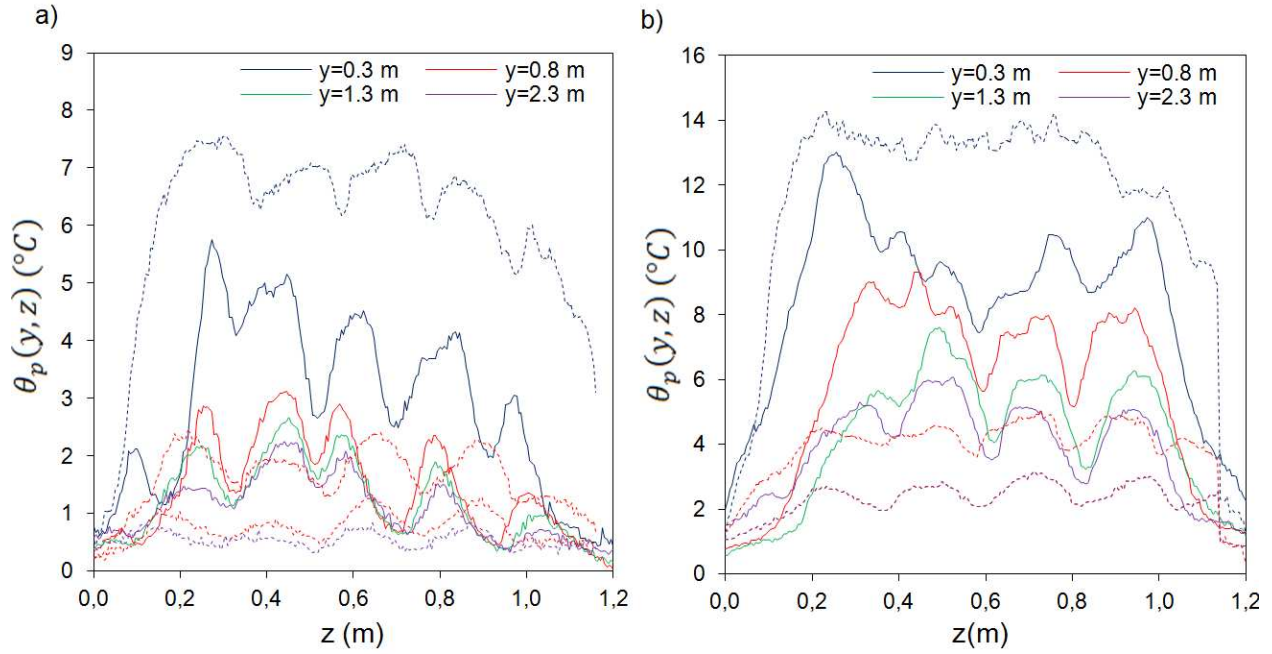 a)
θₚ(y,z) (°C)
9
8
7
6
5
4
3
2
1
0
y=0.3 m y=0.8 m
y=1.3 m y=2.3 m
0,0 0,2 0,4 0,6 0,8 1,0 1,2
z (m)
b)
θₚ(y,z) (°C)
16
14
12
10
8
6
4
2
0
y=0.3 m y=0.8 m
y=1.3 m y=2.3 m
0,0 0,2 0,4 0,6 0,8 1,0 1,2
z(m)